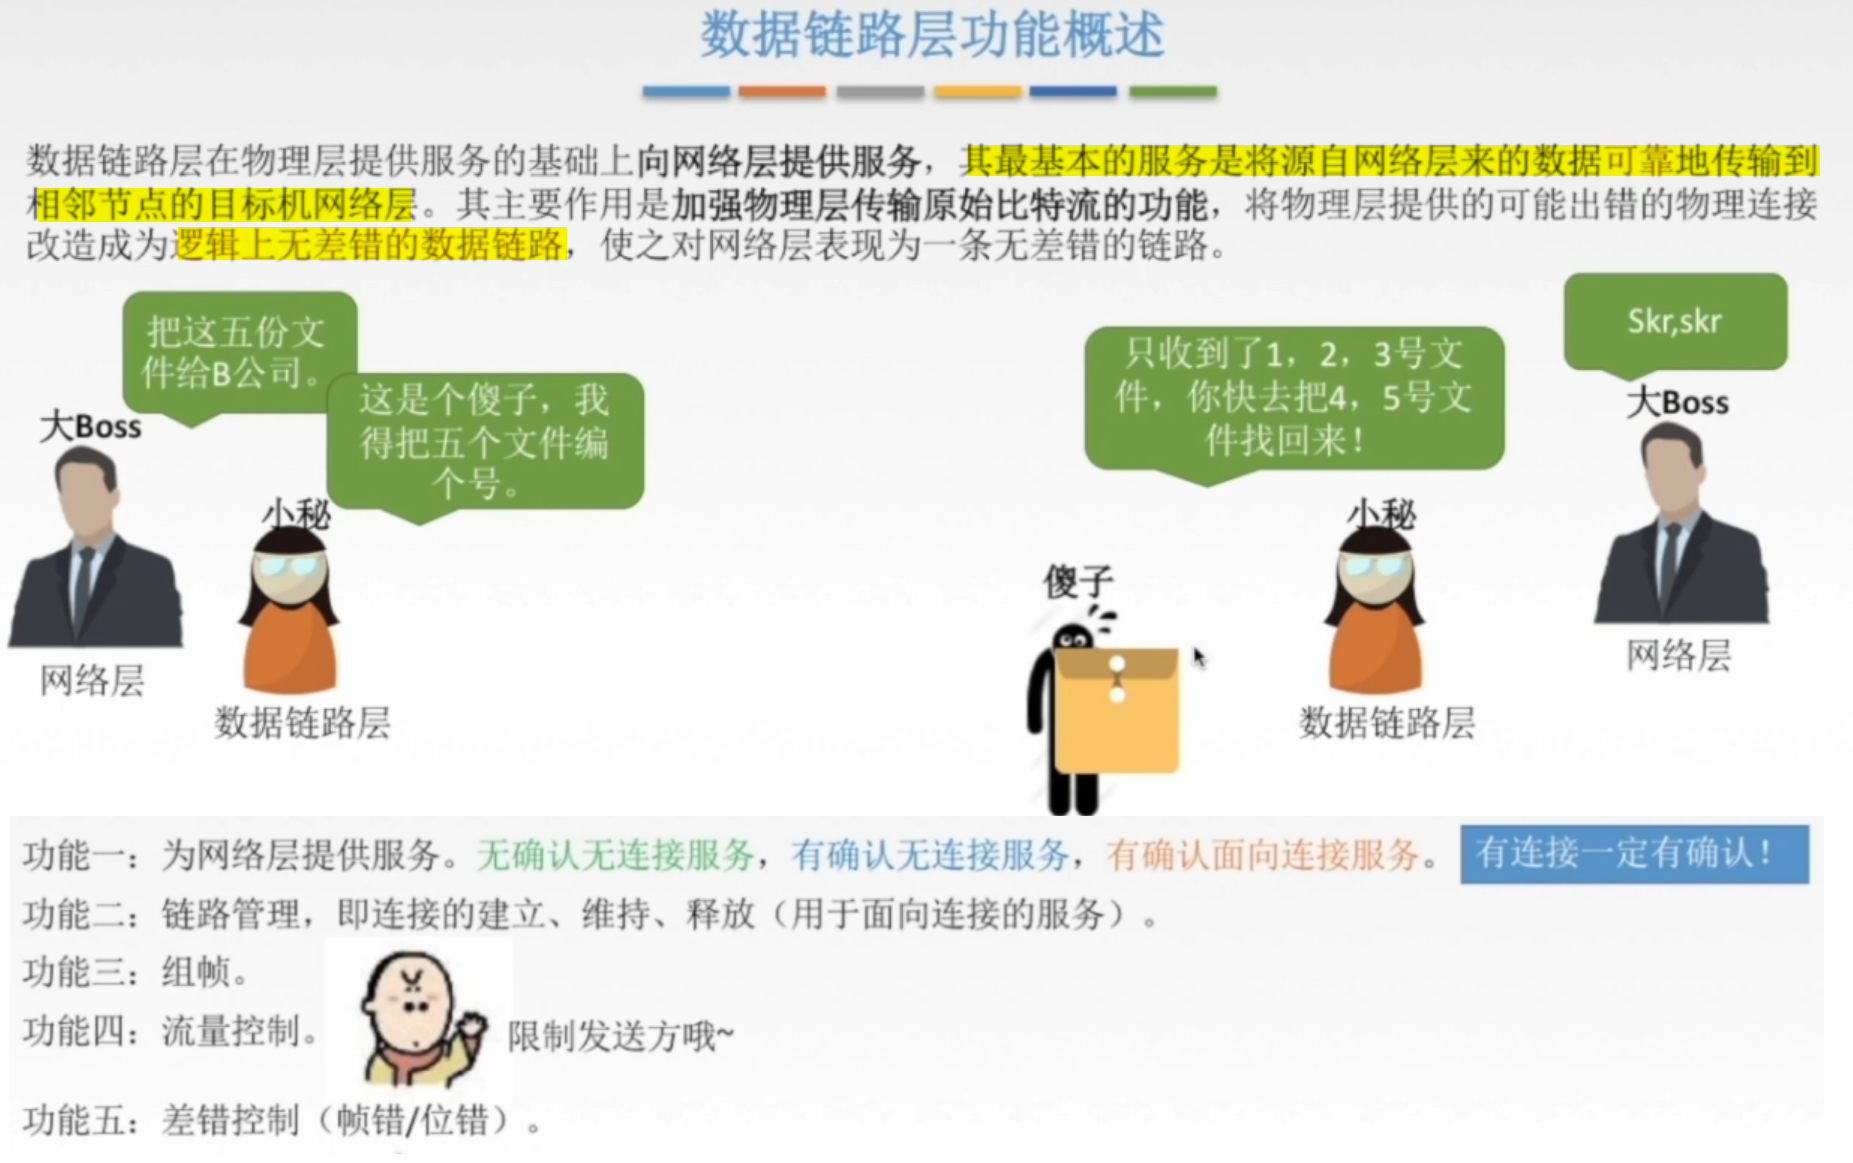 数据链路层功能概述
数据链路层在物理层提供服务的基础上向网络层提供服务，其最基本的服务是将源自网络层来的数据可靠地传输到
相邻节点的目标机网络层。其主要作用是加强物理层传输原始比特流的功能，将物理层提供的可能出错的物理连接
改造成为逻辑上无差错的数据链路，使之对网络层表现为一条无差错的链路。
把这五份文
件给B公司。
大Boss
网络层
这是个傻子，我
得把五个文件编
个号。
小秘
数据链路层
傻子
只收到了1，2，3号文
件，你快去把4，5号文
件找回来！
小秘
数据链路层
Skr,skr
大Boss
网络层
功能一：为网络层提供服务。无确认无连接服务，有确认无连接服务，有确认面向连接服务。 有连接一定有确认！
功能二：链路管理，即连接的建立、维持、释放（用于面向连接的服务）。
功能三：组帧。
功能四：流量控制。 限制发送方哦~
功能五：差错控制（帧错/位错）。